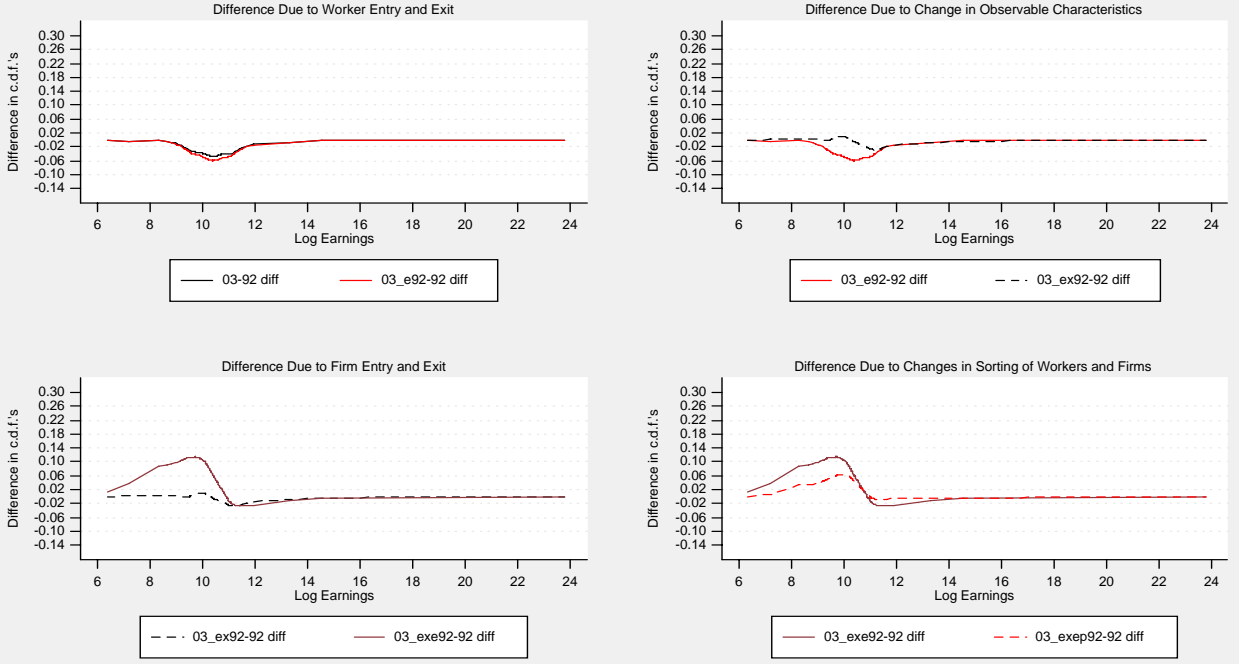 Difference Due to Worker Entry and Exit
Difference in c.d.f.'s
0.30
0.26
0.22
0.18
0.14
0.10
0.06
0.02
-0.02
-0.06
-0.10
-0.14
6 8 10 12 14 16 18 20 22 24
Log Earnings
03-92 diff 03_e92-92 diff
Difference Due to Change in Observable Characteristics
Difference in c.d.f.'s
0.30
0.26
0.22
0.18
0.14
0.10
0.06
0.02
-0.02
-0.06
-0.10
-0.14
6 8 10 12 14 16 18 20 22 24
Log Earnings
03_e92-92 diff 03_ex92-92 diff
Difference Due to Firm Entry and Exit
Difference in c.d.f.'s
0.30
0.26
0.22
0.18
0.14
0.10
0.06
0.02
-0.02
-0.06
-0.10
-0.14
6 8 10 12 14 16 18 20 22 24
Log Earnings
03_ex92-92 diff 03_exe92-92 diff
Difference Due to Changes in Sorting of Workers and Firms
Difference in c.d.f.'s
0.30
0.26
0.22
0.18
0.14
0.10
0.06
0.02
-0.02
-0.06
-0.10
-0.14
6 8 10 12 14 16 18 20 22 24
Log Earnings
03_exe92-92 diff 03_exep92-92 diff